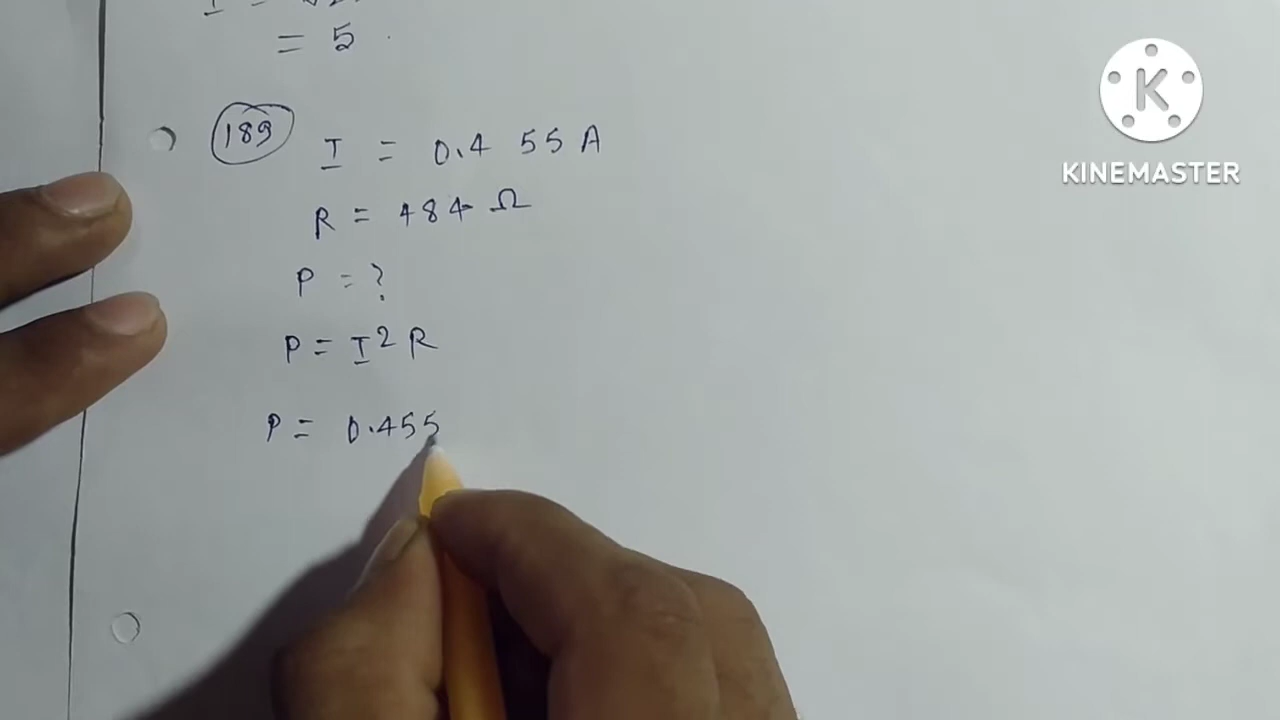 = 5
189 I = 0.4 55 A
R = 484 Ω
P = ?
P = I² R
P = 0.455
K
KINEMASTER